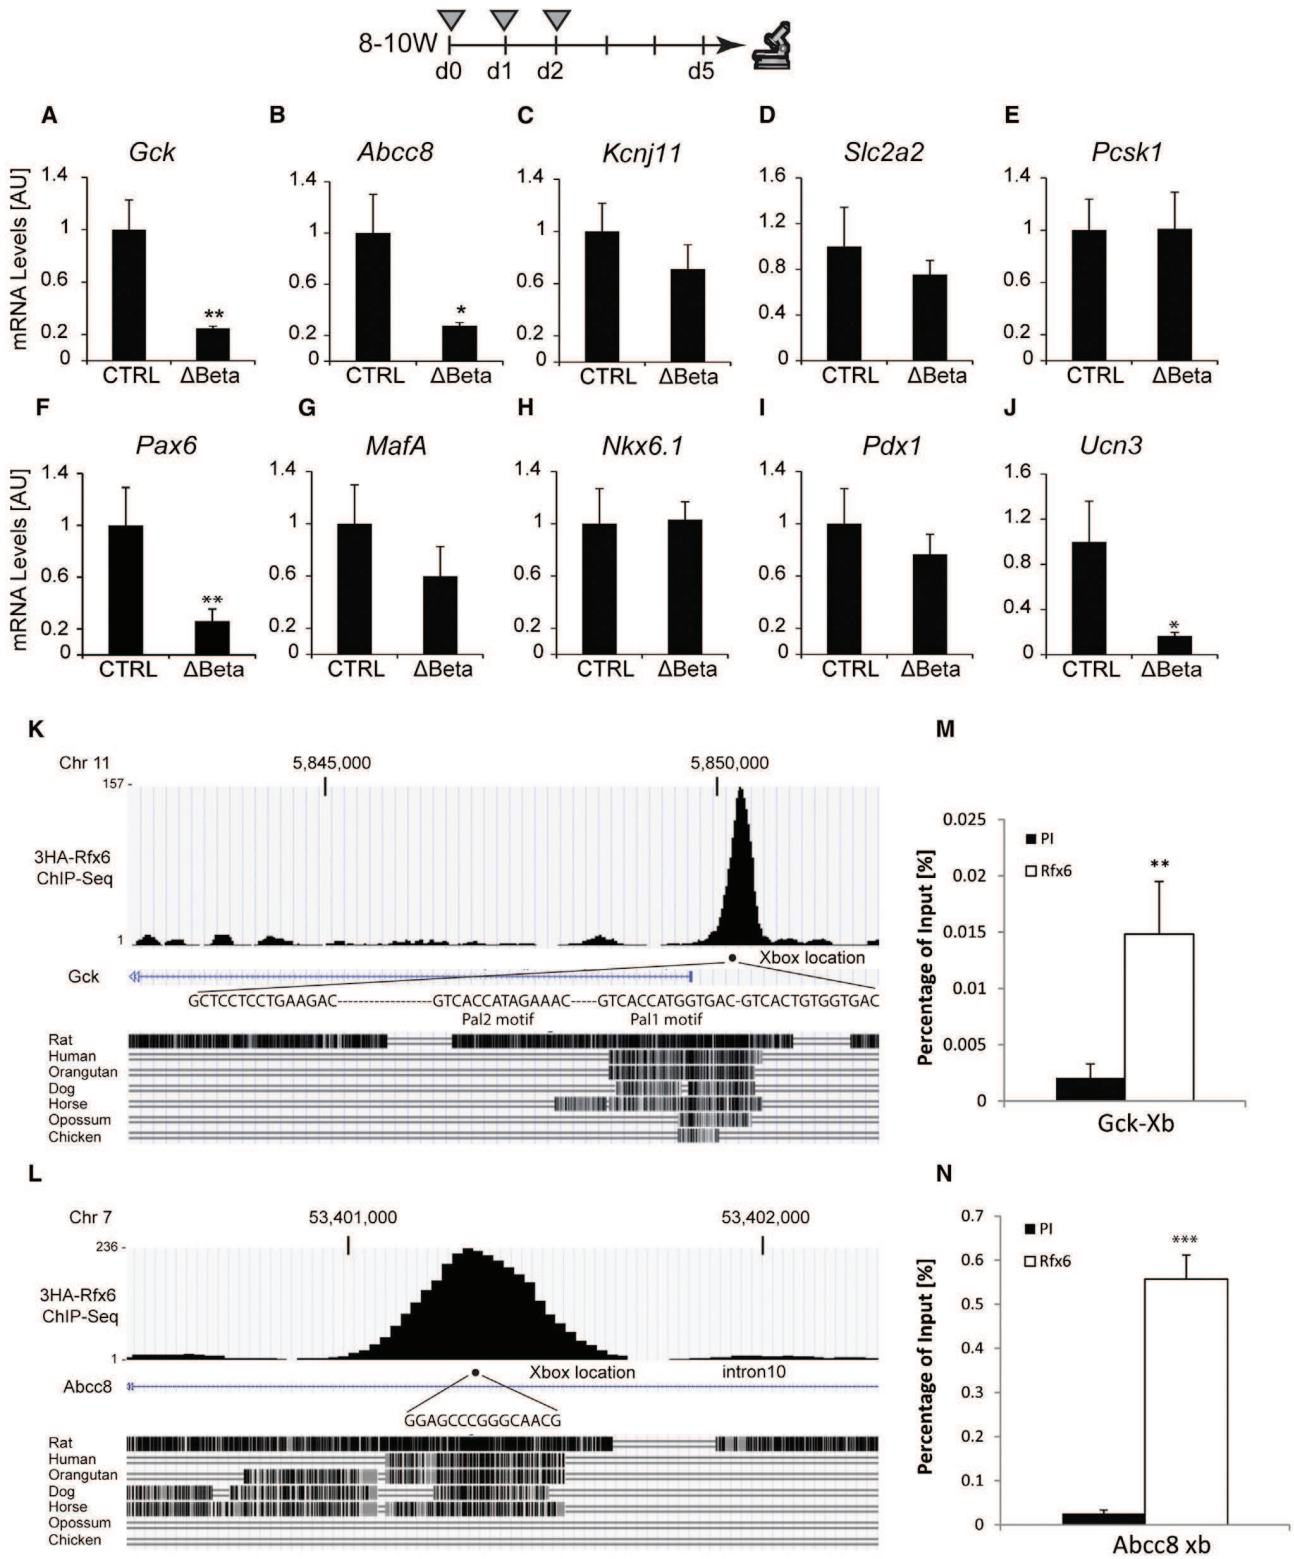 8-10W
d0 d1 d2 d5
A B C D E
Gck Abcc8 Kcnj11 Slc2a2 Pcsk1
mRNA Levels [AU]
1.4 1 0.6 0.2 0
1.4 1 0.6 0.2 0
1.4 1 0.6 0.2 0
1.6 1.2 0.8 0.4 0
1.4 1 0.6 0.2 0
** *
CTRL ΔBeta CTRL ΔBeta CTRL ΔBeta CTRL ΔBeta CTRL ΔBeta
F G H I J
Pax6 MafA Nkx6.1 Pdx1 Ucn3
mRNA Levels [AU]
1.4 1 0.6 0.2 0
1.4 1 0.6 0.2 0
1.4 1 0.6 0.2 0
1.4 1 0.6 0.2 0
1.6 1.2 0.8 0.4 0
** *
CTRL ΔBeta CTRL ΔBeta CTRL ΔBeta CTRL ΔBeta CTRL ΔBeta
K
Chr 11 5,845,000 5,850,000
157 -
3HA-Rfx6
ChIP-Seq
1
Xbox location
Gck
GCTCCTCCTGAAGAC--------------GTCACCATAGAAAC----GTCACCATGGTGAC-GTCACTGTGGTGAC
Pal2 motif Pal1 motif
Rat
Human
Orangutan
Dog
Horse
Opossum
Chicken
M
Percentage of Input [%]
0.025
0.02
0.015
0.01
0.005
0
PI
Rfx6
**
Gck-Xb
L
Chr 7 53,401,000 53,402,000
236 -
3HA-Rfx6
ChIP-Seq
1 -
Xbox location intron10
Abcc8
GGAGCCCGGGCAACG
Rat
Human
Orangutan
Dog
Horse
Opossum
Chicken
N
Percentage of Input [%]
0.7
0.6
0.5
0.4
0.3
0.2
0.1
0
PI
Rfx6
***
Abcc8 xb